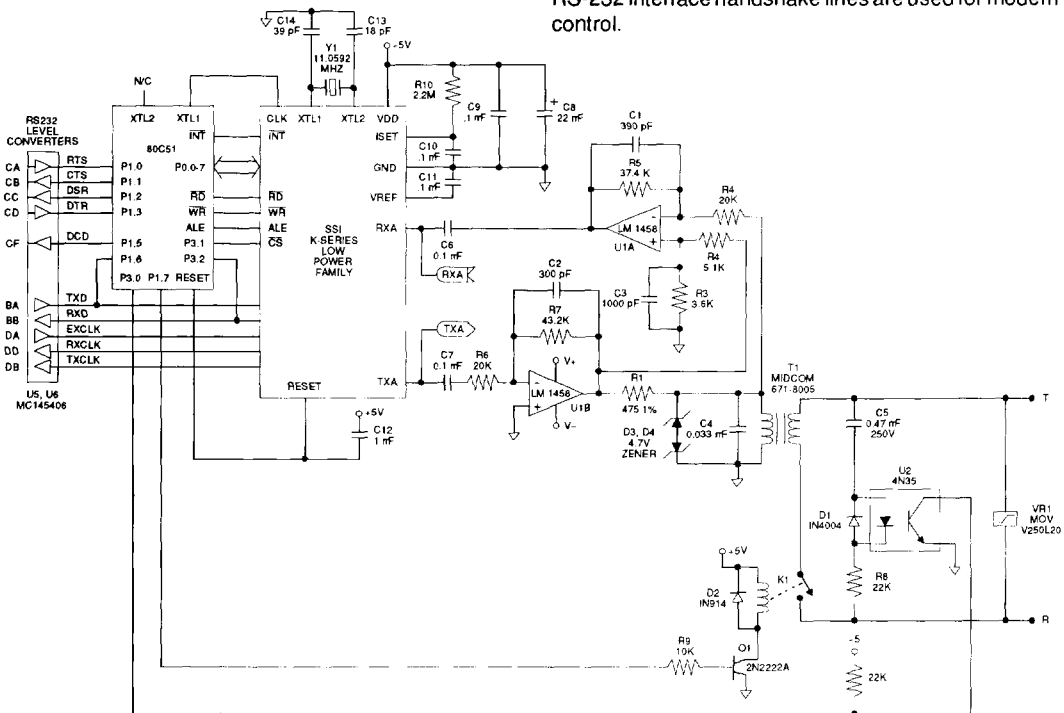 RS-232 interface handshake lines are used for modem
control.
C14
39 pF
C13
18 pF
Y1
11.0592
MHZ
-5V
N/C
R10
2.2M
C9
.1 mF
+
C8
22 mF
C1
390 pF
R5
37.4 K
RS232
LEVEL
CONVERTERS
XTL2 XTL1
INT
80C51
CLK XTL1 XTL2 VDD
INT
ISET
C10
.1 mF
GND
C11
.1 mF
VREF
CA RTS P1.0 P0.0-7
CB CTS P1.1
CC DSR P1.2 RD RD
CD DTR P1.3 WR WR
ALE ALE
CF DCD P1.5 P3.1 CS
P1.6 P3.2
P3.0 P1.7 RESET
SSI
K-SERIES
LOW
POWER
FAMILY
RXA
C6
0.1 mF
RXA
- LM 1458 +
U1A
R4
20K
R4
5.1K
C3
1000 pF
R3
3.6K
C2
300 pF
R7
43.2K
BA TXD
BB RXD
DA EXCLK
DD RXCLK
DB TXCLK
U5, U6
MC145406
TXA
TXA
C7
0.1 mF
R6
20K
V+
- LM 1458 +
U1B
V-
R1
475 1%
D3, D4
4.7V
ZENER
C4
0.033 mF
T1
MIDCOM
671-8005
RESET
+5V
C12
1 mF
T
C5
0.47 mF
250V
U2
4N35
D1
IN4004
VR1
MOV
V250L20
R8
22K
+5V
D2
IN914
K1
R
R9
10K
Q1
2N2222A
-5
22K